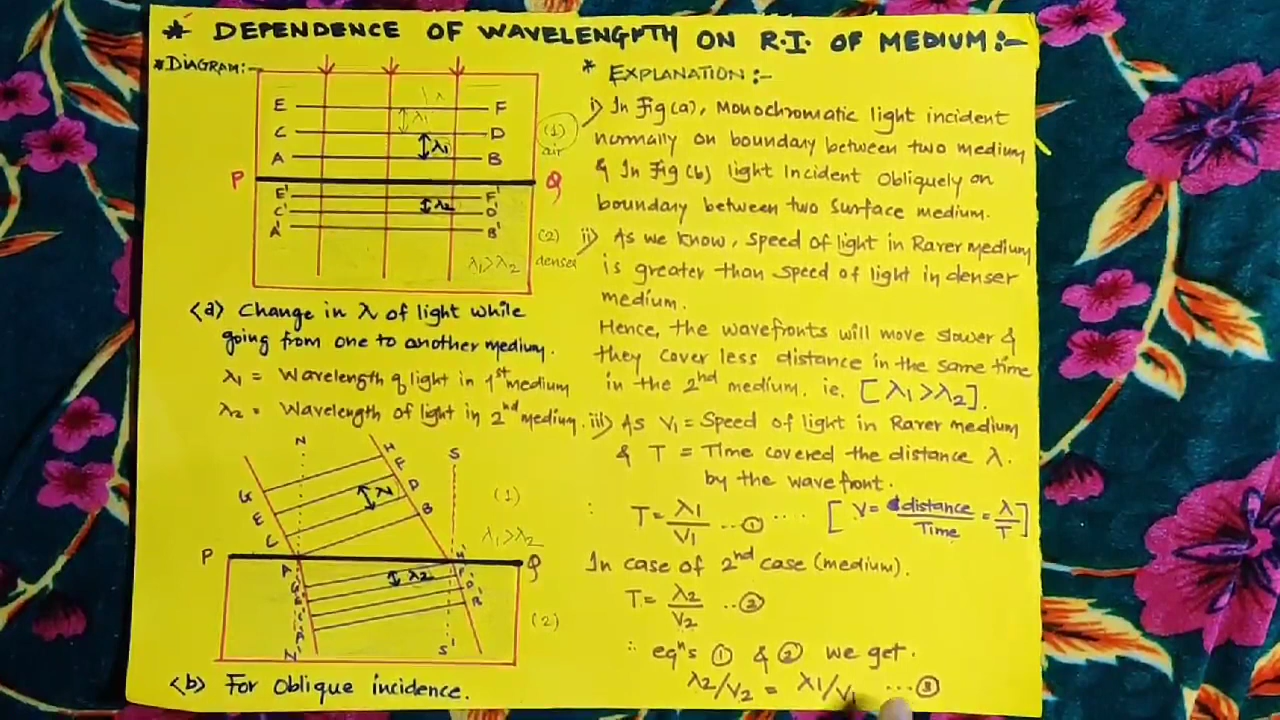 * DEPENDENCE OF WAVELENGPTH ON R.I. OF MEDIUM:-
* DIAGRAM:-
E F
λ1
C D
(1)
λ1
air
A B
P Q
E' F'
λ2
C' D'
A' B'
(2)
λ1>λ2
denser
(a) Change in λ of light while
going from one to another medium.
λ1 = Wavelength of light in 1st medium
λ2 = Wavelength of light in 2nd medium.
N
H
S
F
G
λ1
D
(1)
E
B
C
λ1>λ2
P Q
A
λ2
(2)
N' S'
(b) For Oblique incidence.
* EXPLANATION:-
i) In Fig(a), Monochromatic light incident
normally on boundary between two medium
& In Fig(b) light Incident Obliquely on
boundary between two surface medium.
ii) As we know, Speed of light in Rarer medium
is greater than speed of light in denser
medium.
Hence, the wavefronts will move slower &
they cover less distance in the same time
in the 2nd medium. ie. [λ1>λ2].
iii) As V1 = Speed of light in Rarer medium
& T = Time covered the distance λ.
by the wavefront.
∴ T = λ1/V1 ...① .... [V = distance/Time = λ/T]
In case of 2nd case (medium).
T = λ2/V2 ...②
∴ eqns ① & ② we get.
λ2/V2 = λ1/V1 ....③